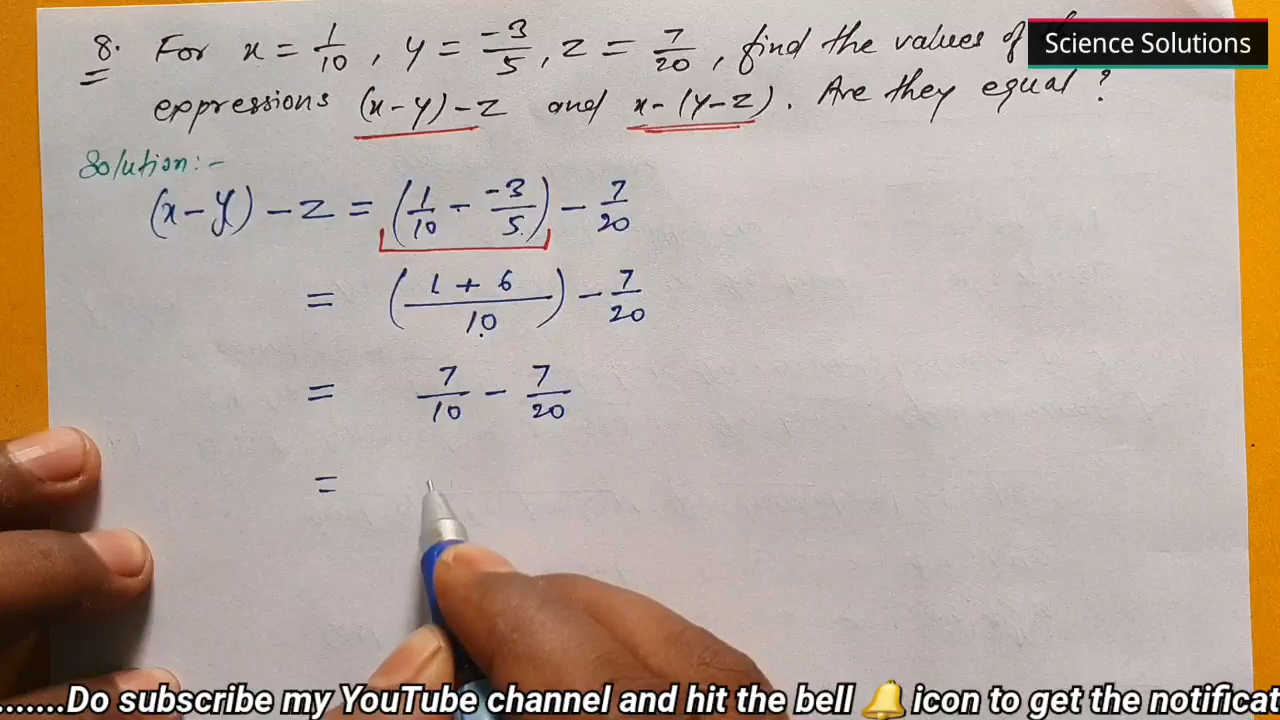 8. For x = 1/10, y = -3/5, z = 7/20, find the values of
Science Solutions
expressions (x-y)-z and x-(y-z). Are they equal?
Solution:-
(x-y)-z = (1/10 - -3/5) - 7/20
= (1+6/10) - 7/20
= 7/10 - 7/20
=
.......Do subscribe my YouTube channel and hit the bell 🔔 icon to get the notificat